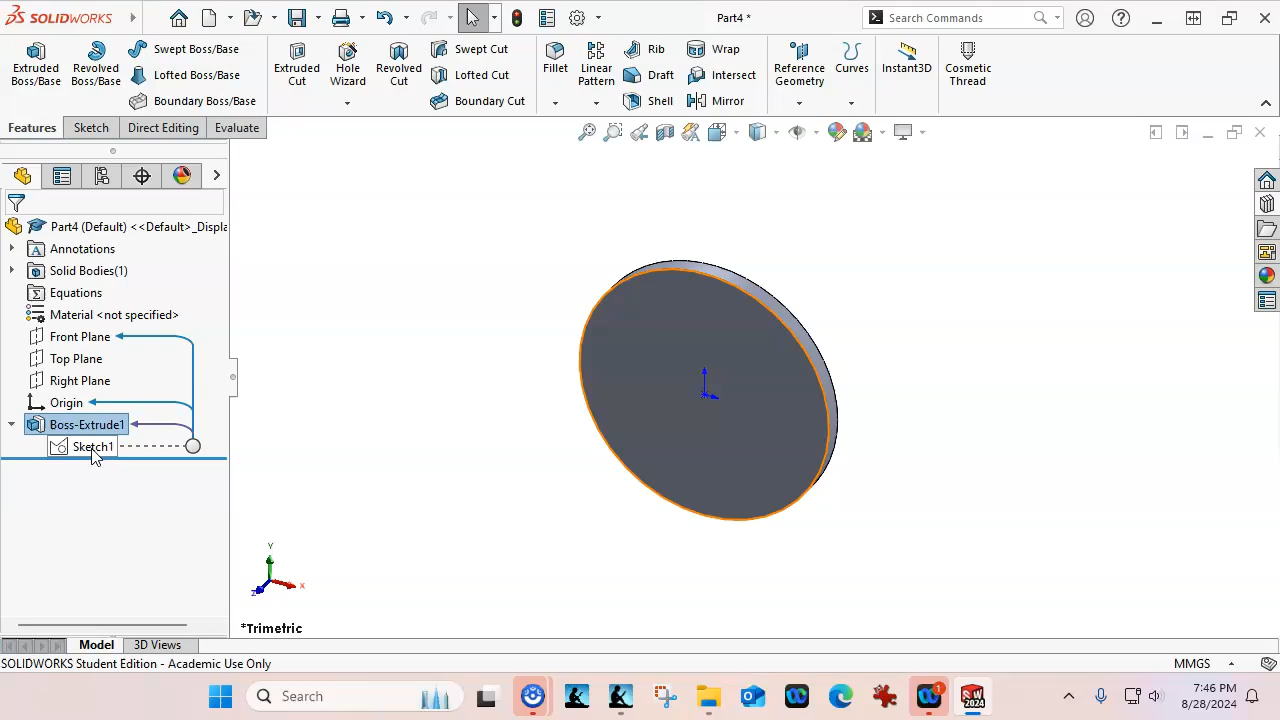 SOLIDWORKS
Part4 *
Search Commands
Extruded Boss/Base
Revolved Boss/Base
Swept Boss/Base
Lofted Boss/Base
Boundary Boss/Base
Extruded Cut
Hole Wizard
Revolved Cut
Swept Cut
Lofted Cut
Boundary Cut
Fillet
Linear Pattern
Rib
Draft
Shell
Wrap
Intersect
Mirror
Reference Geometry
Curves
Instant3D
Cosmetic Thread
Features
Sketch
Direct Editing
Evaluate
Part4 (Default) <<Default>_Displa
Annotations
Solid Bodies(1)
Equations
Material <not specified>
Front Plane
Top Plane
Right Plane
Origin
Boss-Extrude1
Sketch1
Y
X
Z
*Trimetric
Model
3D Views
SOLIDWORKS Student Edition - Academic Use Only
MMGS
Search
1
2024
7:46 PM
8/28/2024